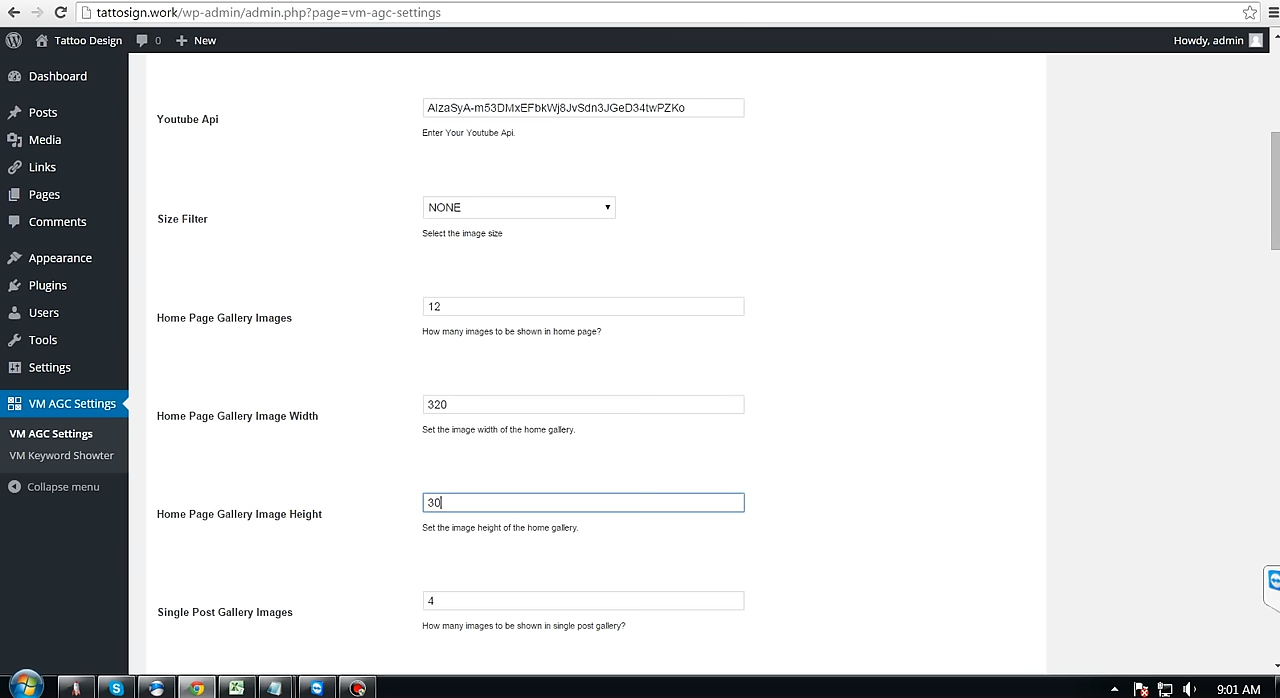 tattosign.work/wp-admin/admin.php?page=vm-agc-settings
Tattoo Design 0 New Howdy, admin
Dashboard
Posts
Media
Links
Pages
Comments
Appearance
Plugins
Users
Tools
Settings
VM AGC Settings
VM AGC Settings
VM Keyword Showter
Collapse menu
Youtube Api
AIzaSyA-m53DMxEFbkWj8JvSdn3JGeD34twPZKo
Enter Your Youtube Api.
Size Filter
NONE
Select the image size
Home Page Gallery Images
12
How many images to be shown in home page?
Home Page Gallery Image Width
320
Set the image width of the home gallery.
Home Page Gallery Image Height
30
Set the image height of the home gallery.
Single Post Gallery Images
4
How many images to be shown in single post gallery?
9:01 AM